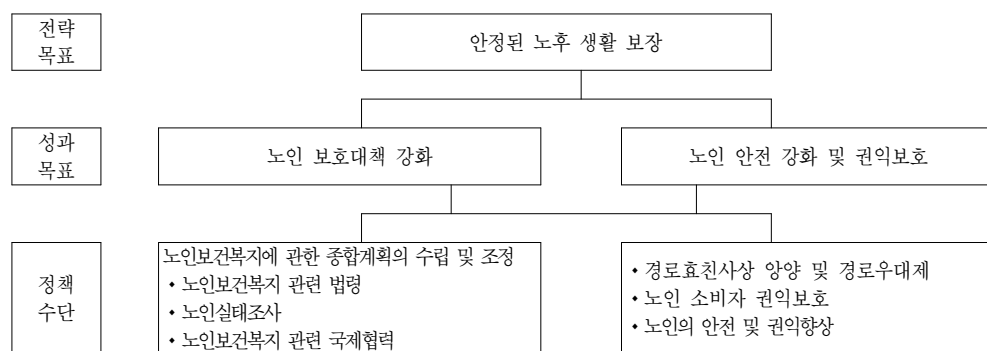 전략
목표
안정된 노후 생활 보장
성과
목표
노인 보호대책 강화
노인 안전 강화 및 권익보호
정책
수단
노인보건복지에 관한 종합계획의 수립 및 조정
• 노인보건복지 관련 법령
• 노인실태조사
• 노인보건복지 관련 국제협력
• 경로효친사상 앙양 및 경로우대제
• 노인 소비자 권익보호
• 노인의 안전 및 권익향상